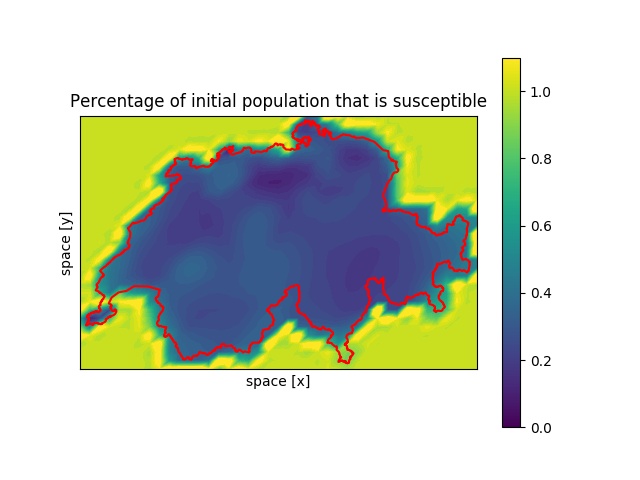 Percentage of initial population that is susceptible
space [y]
space [x]
1.0
0.8
0.6
0.4
0.2
0.0